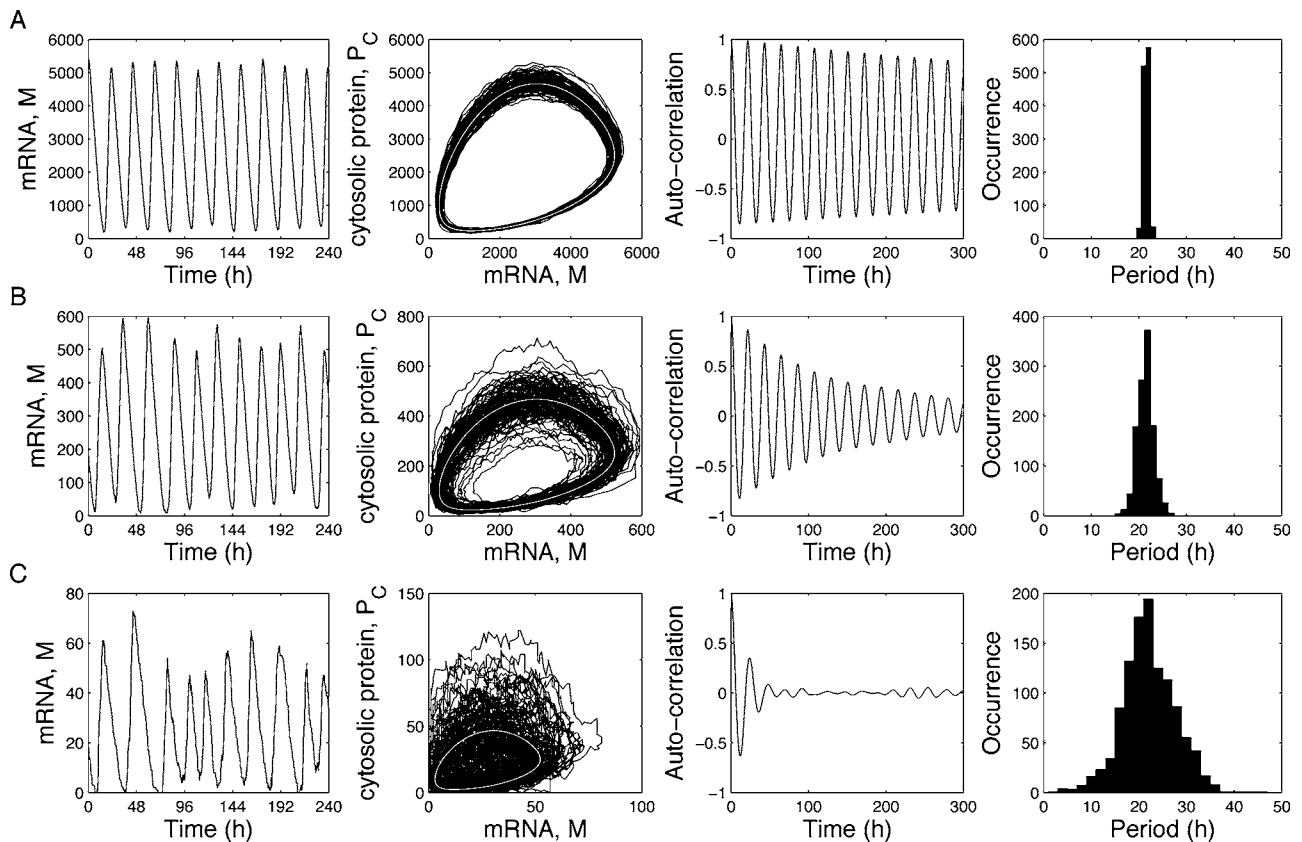 A
mRNA, M
6000
5000
4000
3000
2000
1000
0
0 48 96 144 192 240
Time (h)
cytosolic protein, P_C
6000
5000
4000
3000
2000
1000
0
0 2000 4000 6000
mRNA, M
Auto-correlation
1
0.5
0
-0.5
-1
0 100 200 300
Time (h)
Occurrence
600
500
400
300
200
100
0
0 10 20 30 40 50
Period (h)
B
mRNA, M
600
500
400
300
200
100
0
0 48 96 144 192 240
Time (h)
cytosolic protein, P_C
800
600
400
200
0
0 200 400 600
mRNA, M
Auto-correlation
1
0.5
0
-0.5
-1
0 100 200 300
Time (h)
Occurrence
400
300
200
100
0
0 10 20 30 40 50
Period (h)
C
mRNA, M
80
60
40
20
0
0 48 96 144 192 240
Time (h)
cytosolic protein, P_C
150
100
50
0
0 50 100
mRNA, M
Auto-correlation
1
0.5
0
-0.5
-1
0 100 200 300
Time (h)
Occurrence
200
150
100
50
0
0 10 20 30 40 50
Period (h)